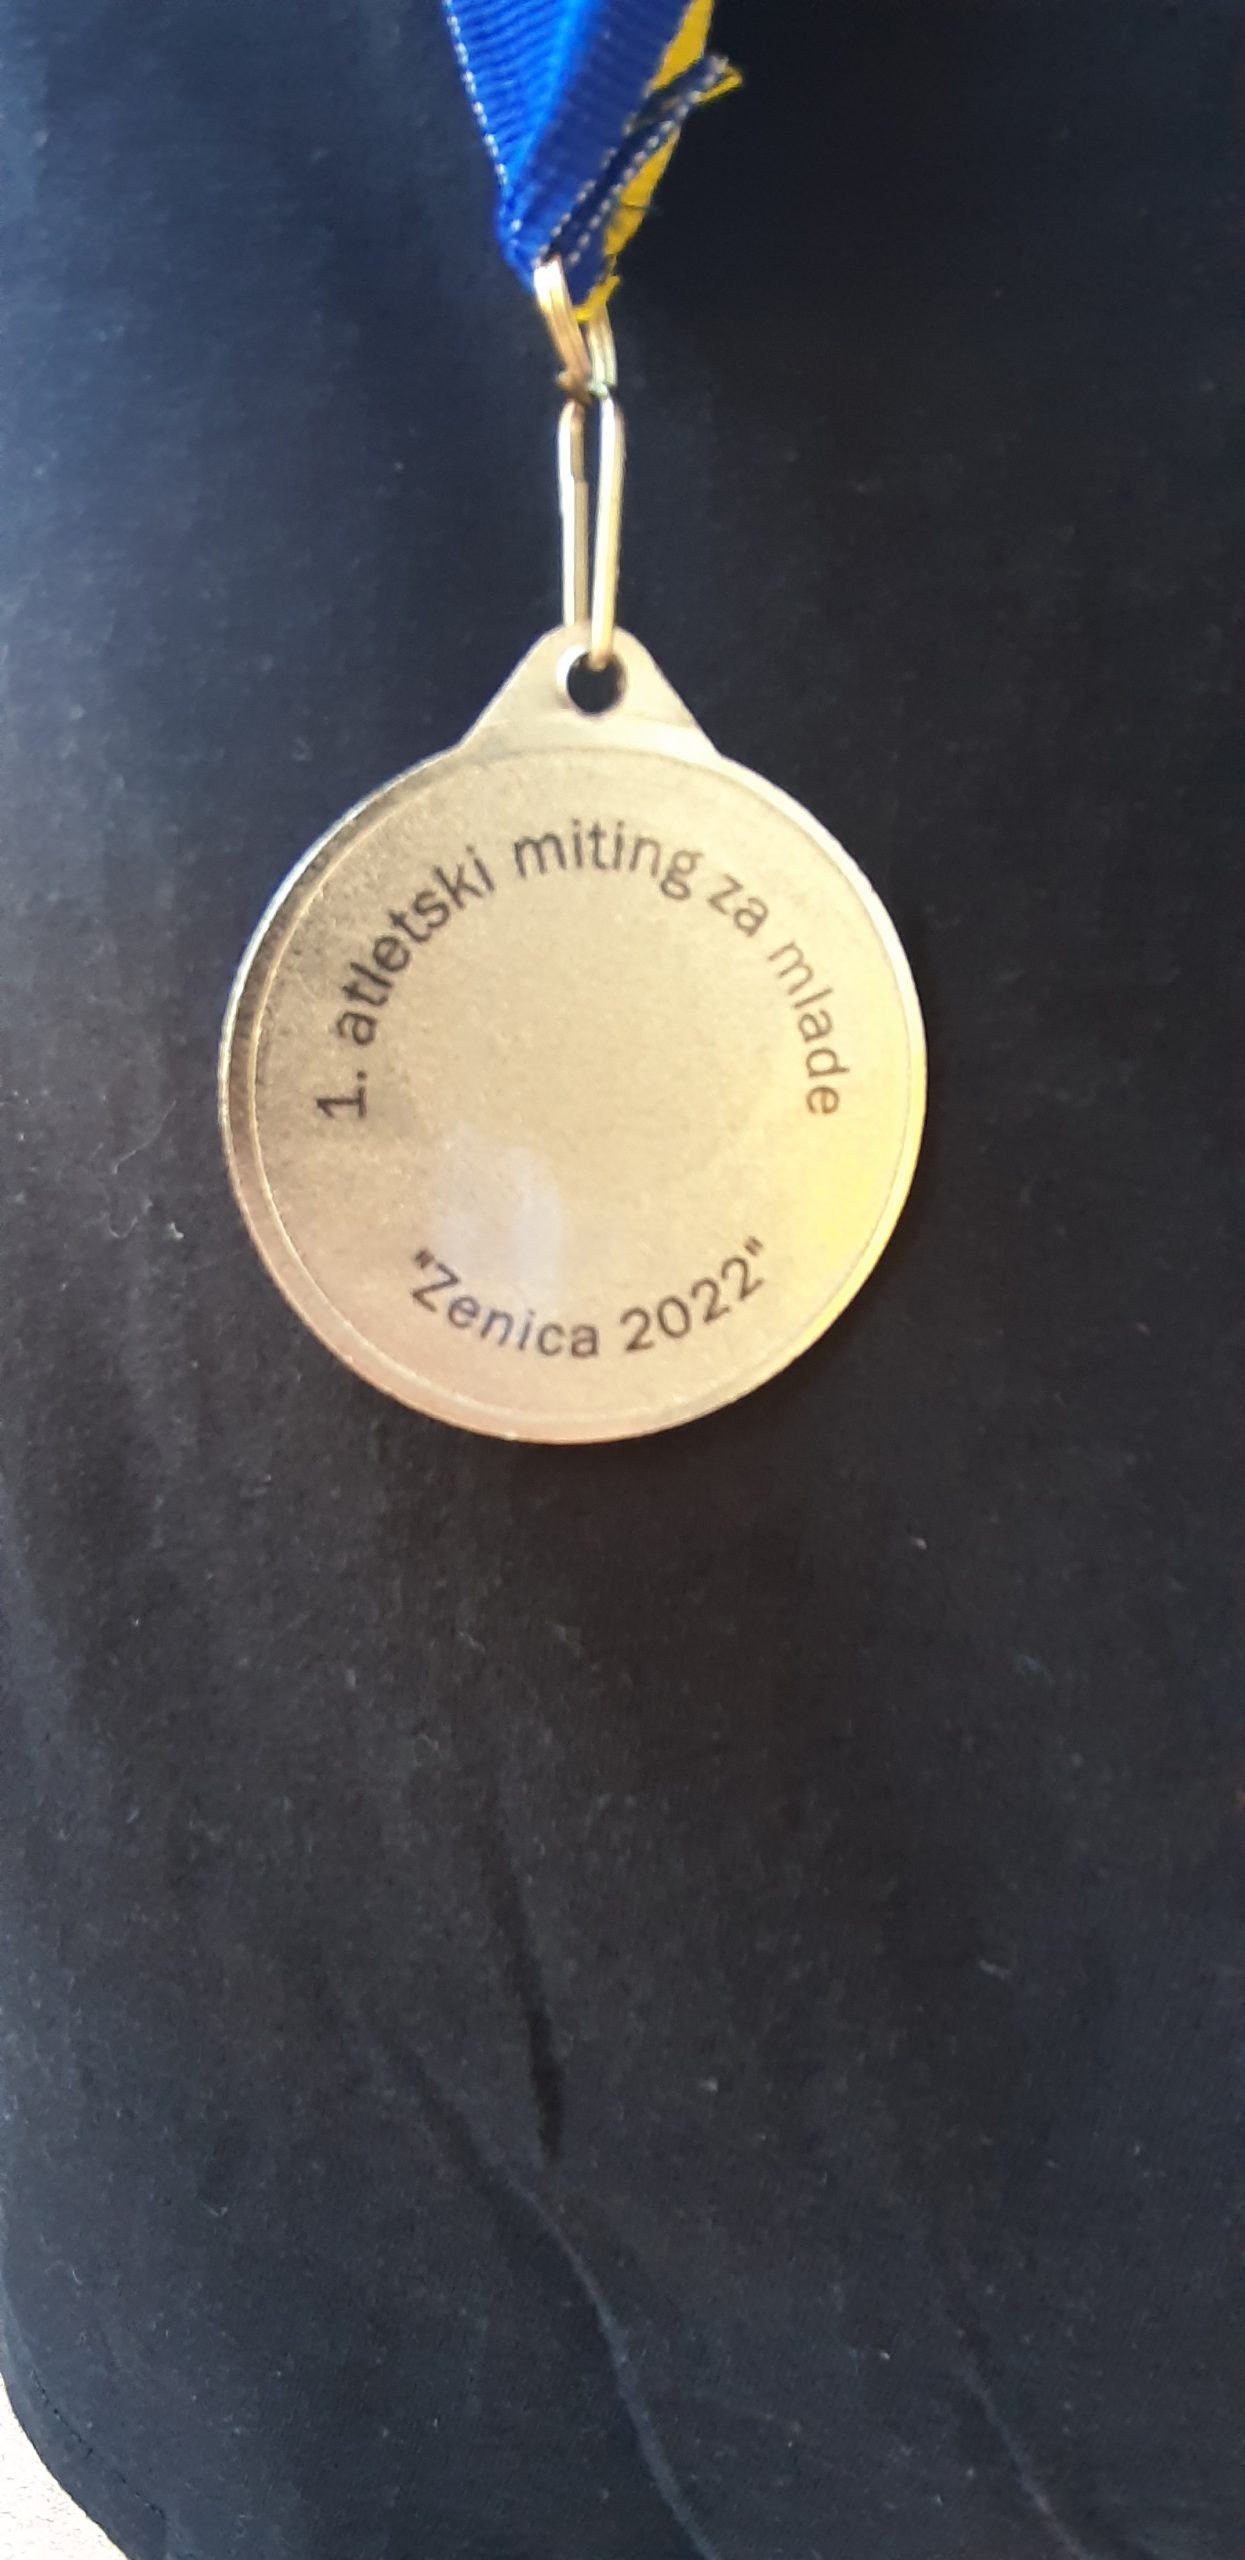 1. atletski miting za mlade
"Zenica 2022"